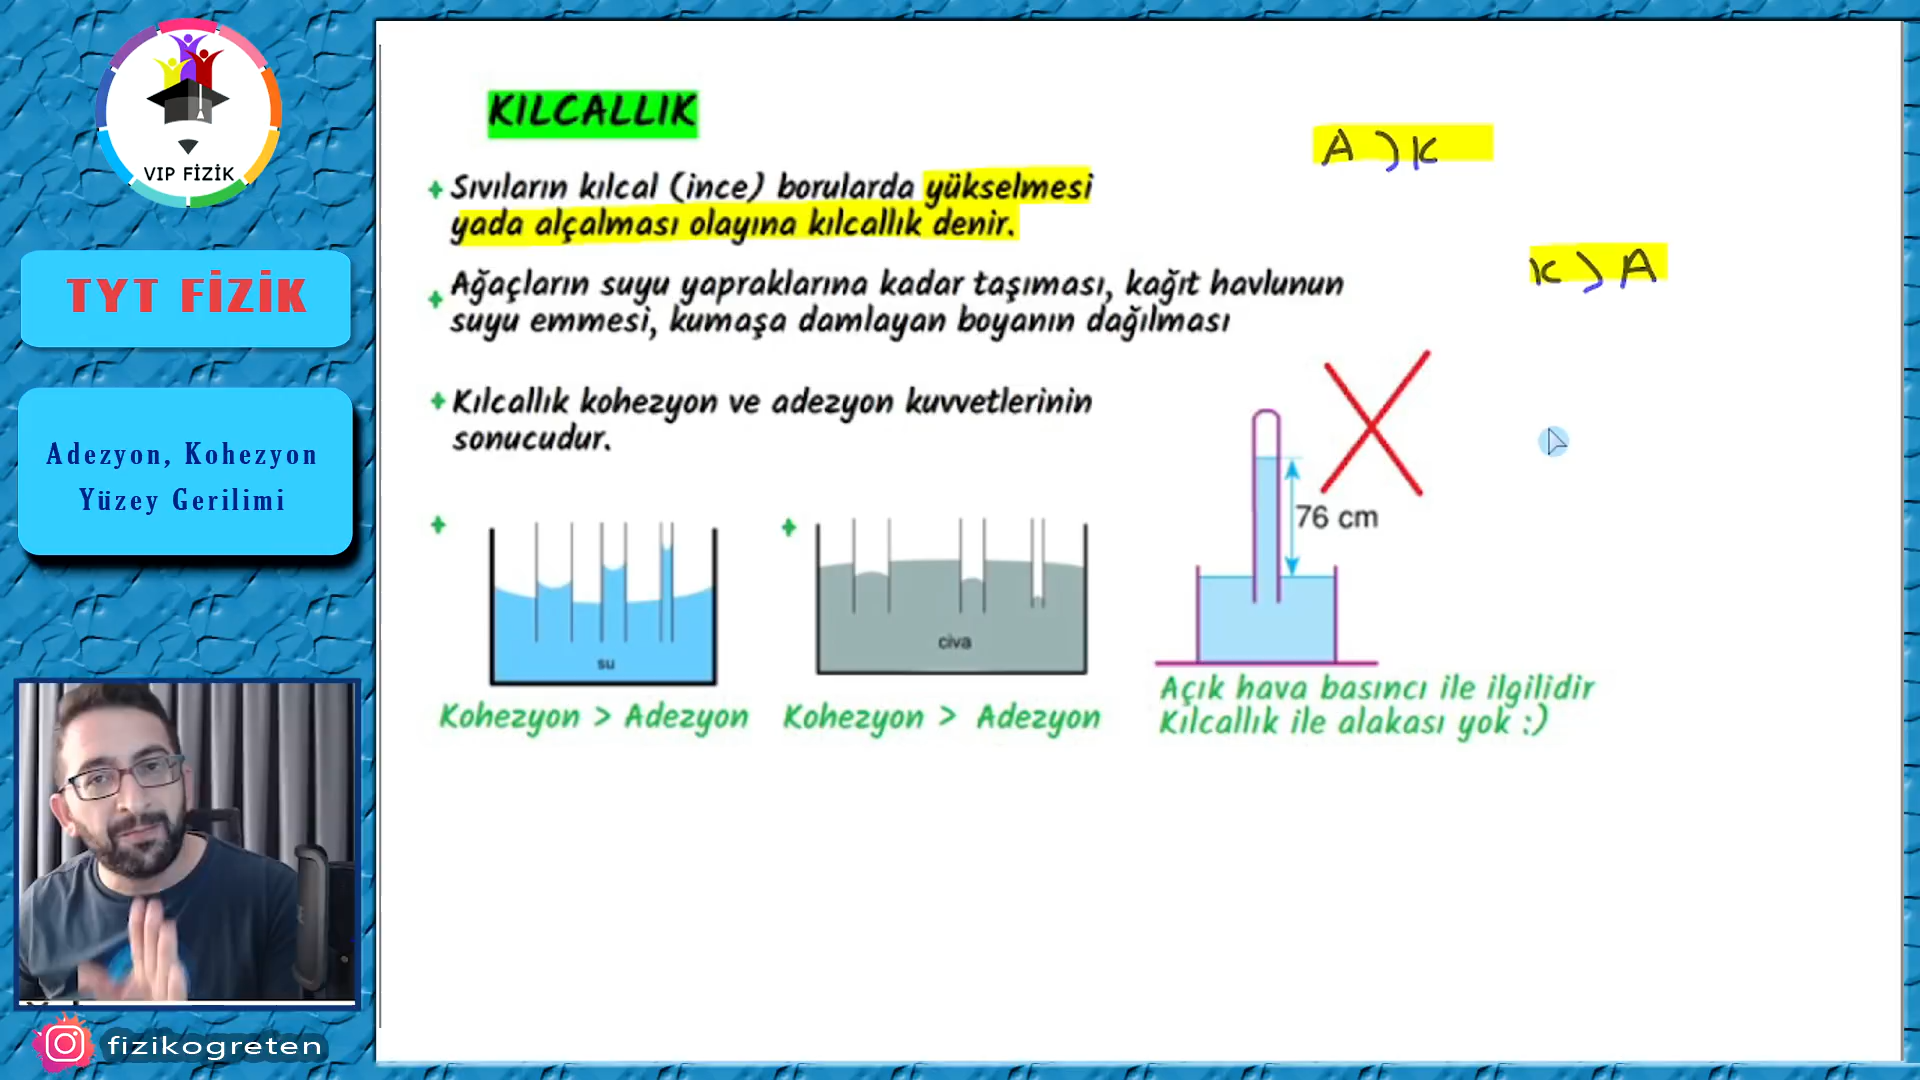 VIP FİZİK
TYT FİZİK
Adezyon, Kohezyon
Yüzey Gerilimi
fizikogreten
KILCALLIK
A > K
+ Sıvıların kılcal (ince) borularda yükselmesi
yada alçalması olayına kılcallık denir.
K > A
+ Ağaçların suyu yapraklarına kadar taşıması, kağıt havlunun
suyu emmesi, kumaşa damlayan boyanın dağılması
+ Kılcallık kohezyon ve adezyon kuvvetlerinin
sonucudur.
+
su
Kohezyon > Adezyon
+
civa
Kohezyon > Adezyon
76 cm
Açık hava basıncı ile ilgilidir
Kılcallık ile alakası yok :)